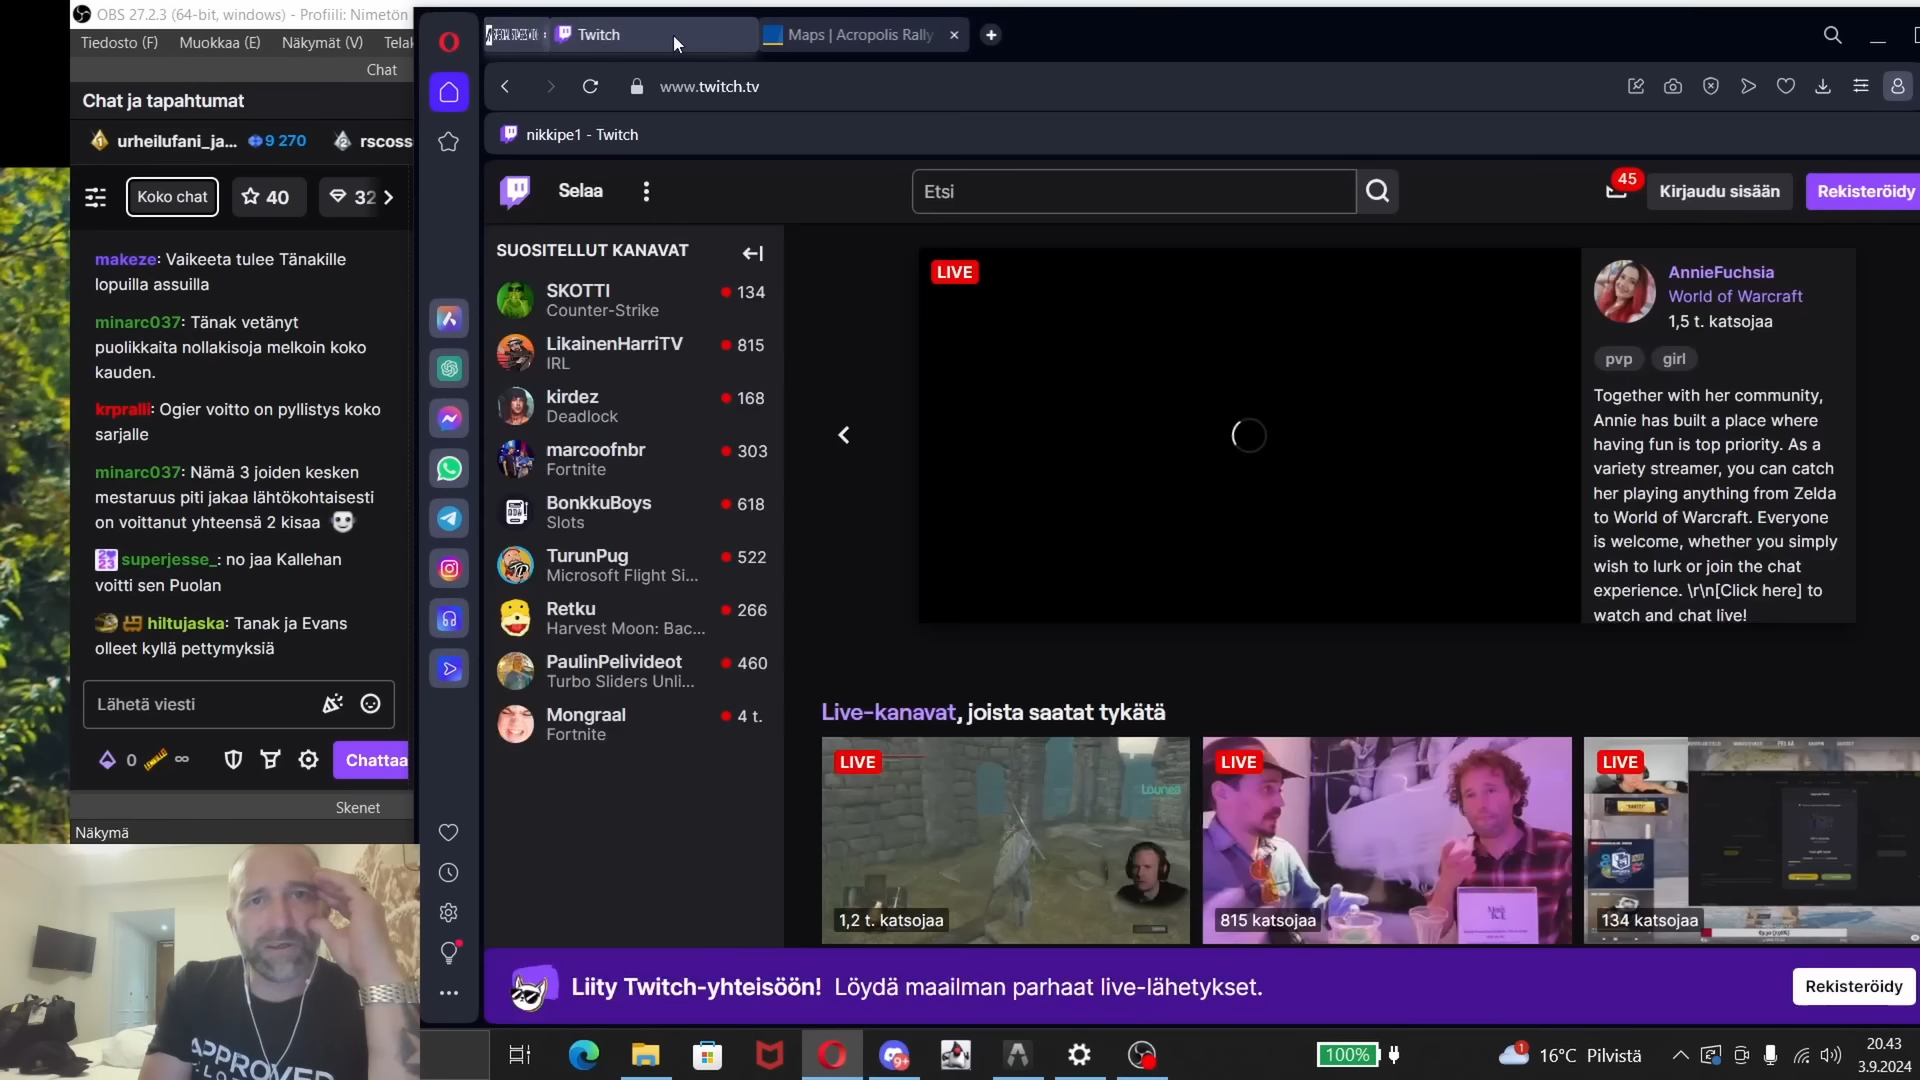 OBS 27.2.3 (64-bit, windows) - Profiili: Nimetön
Tiedosto (F)
Muokkaa (E)
Näkymät (V)
Chat
Chat ja tapahtumat
urheilufani_ja...
9 270
rscoss
Koko chat
40
32
makeze: Vaikeeta tulee Tänakille
lopuilla assuilla
minarc037: Tänak vetänyt
puolikkaita nollakisoja melkoin koko
kauden.
krpralli: Ogier voitto on pyllistys koko
sarjalle
minarc037: Nämä 3 joiden kesken
mestaruus piti jakaa lähtökohtaisesti
on voittanut yhteensä 2 kisaa
superjesse_: no jaa Kallehan
voitti sen Puolan
hiltujaska: Tanak ja Evans
olleet kyllä pettymyksiä
Lähetä viesti
0
∞
Chattaa
Skenet
Näkymä
Twitch
Maps | Acropolis Rally
www.twitch.tv
nikkipe1 - Twitch
Selaa
Etsi
45
Kirjaudu sisään
Rekisteröidy
SUOSITELLUT KANAVAT
SKOTTI
134
Counter-Strike
LikainenHarriTV
815
IRL
kirdez
168
Deadlock
marcoofnbr
303
Fortnite
BonkkuBoys
618
Slots
TurunPug
522
Microsoft Flight Si...
Retku
266
Harvest Moon: Bac...
PaulinPelivideot
460
Turbo Sliders Unli...
Mongraal
4 t.
Fortnite
LIVE
AnnieFuchsia
World of Warcraft
1,5 t. katsojaa
pvp
girl
Together with her community,
Annie has built a place where
having fun is top priority. As a
variety streamer, you can catch
her playing anything from Zelda
to World of Warcraft. Everyone
is welcome, whether you simply
wish to lurk or join the chat
experience. \r\n[Click here] to
watch and chat live!
Live-kanavat, joista saatat tykätä
LIVE
Lounea
1,2 t. katsojaa
LIVE
815 katsojaa
LIVE
134 katsojaa
Liity Twitch-yhteisöön! Löydä maailman parhaat live-lähetykset.
Rekisteröidy
APPROVED
9+
100%
1
16°C Pilvistä
20.43
3.9.2024